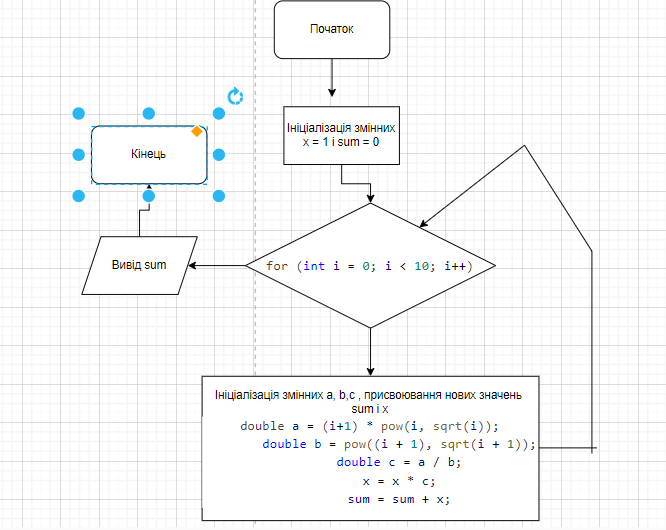 Початок
Ініціалізація змінних
x = 1 і sum = 0
Кінець
Вивід sum
for (int i = 0; i < 10; i++)
Ініціалізація змінних a, b,c , присвоювання нових значень
sum і x
double a = (i+1) * pow(i, sqrt(i));
double b = pow((i + 1), sqrt(i + 1));
double c = a / b;
x = x * c;
sum = sum + x;